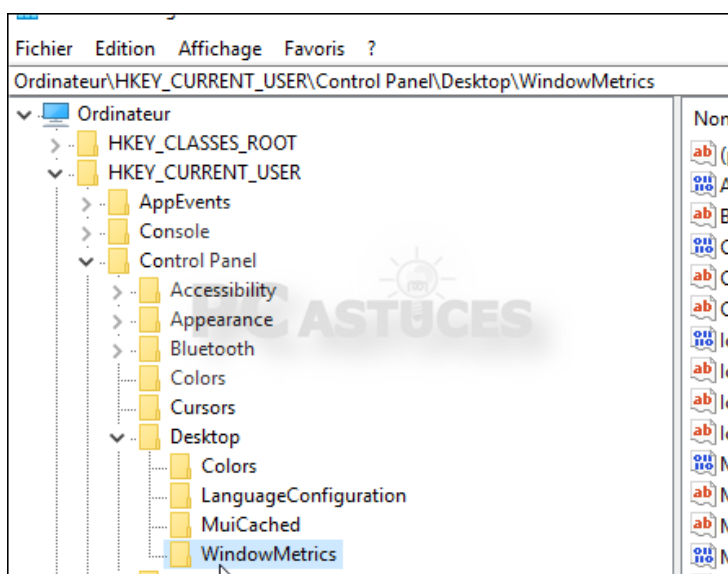 Fichier Edition Affichage Favoris ?
Ordinateur\HKEY_CURRENT_USER\Control Panel\Desktop\WindowMetrics
Ordinateur
HKEY_CLASSES_ROOT
HKEY_CURRENT_USER
AppEvents
Console
Control Panel
Accessibility
Appearance
Bluetooth
Colors
Cursors
Desktop
Colors
LanguageConfiguration
MuiCached
WindowMetrics
PC ASTUCES